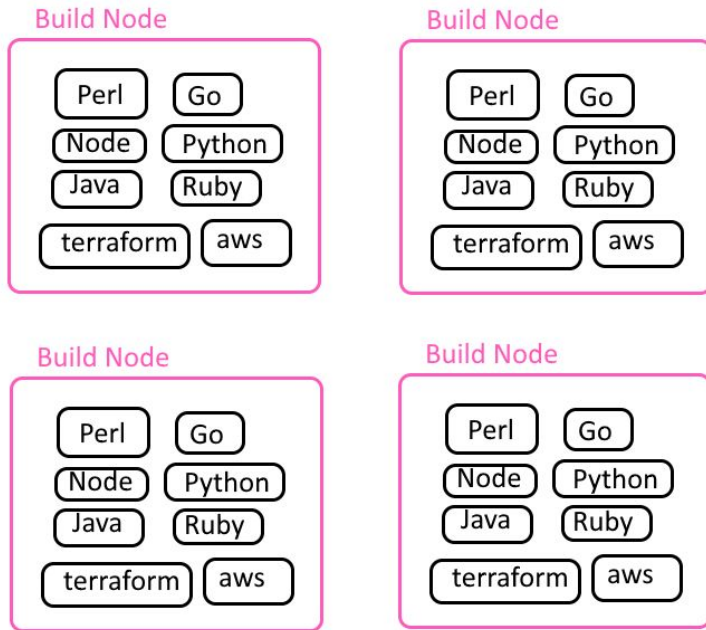 Build Node
Perl Go
Node Python
Java Ruby
terraform aws
Build Node
Perl Go
Node Python
Java Ruby
terraform aws
Build Node
Perl Go
Node Python
Java Ruby
terraform aws
Build Node
Perl Go
Node Python
Java Ruby
terraform aws